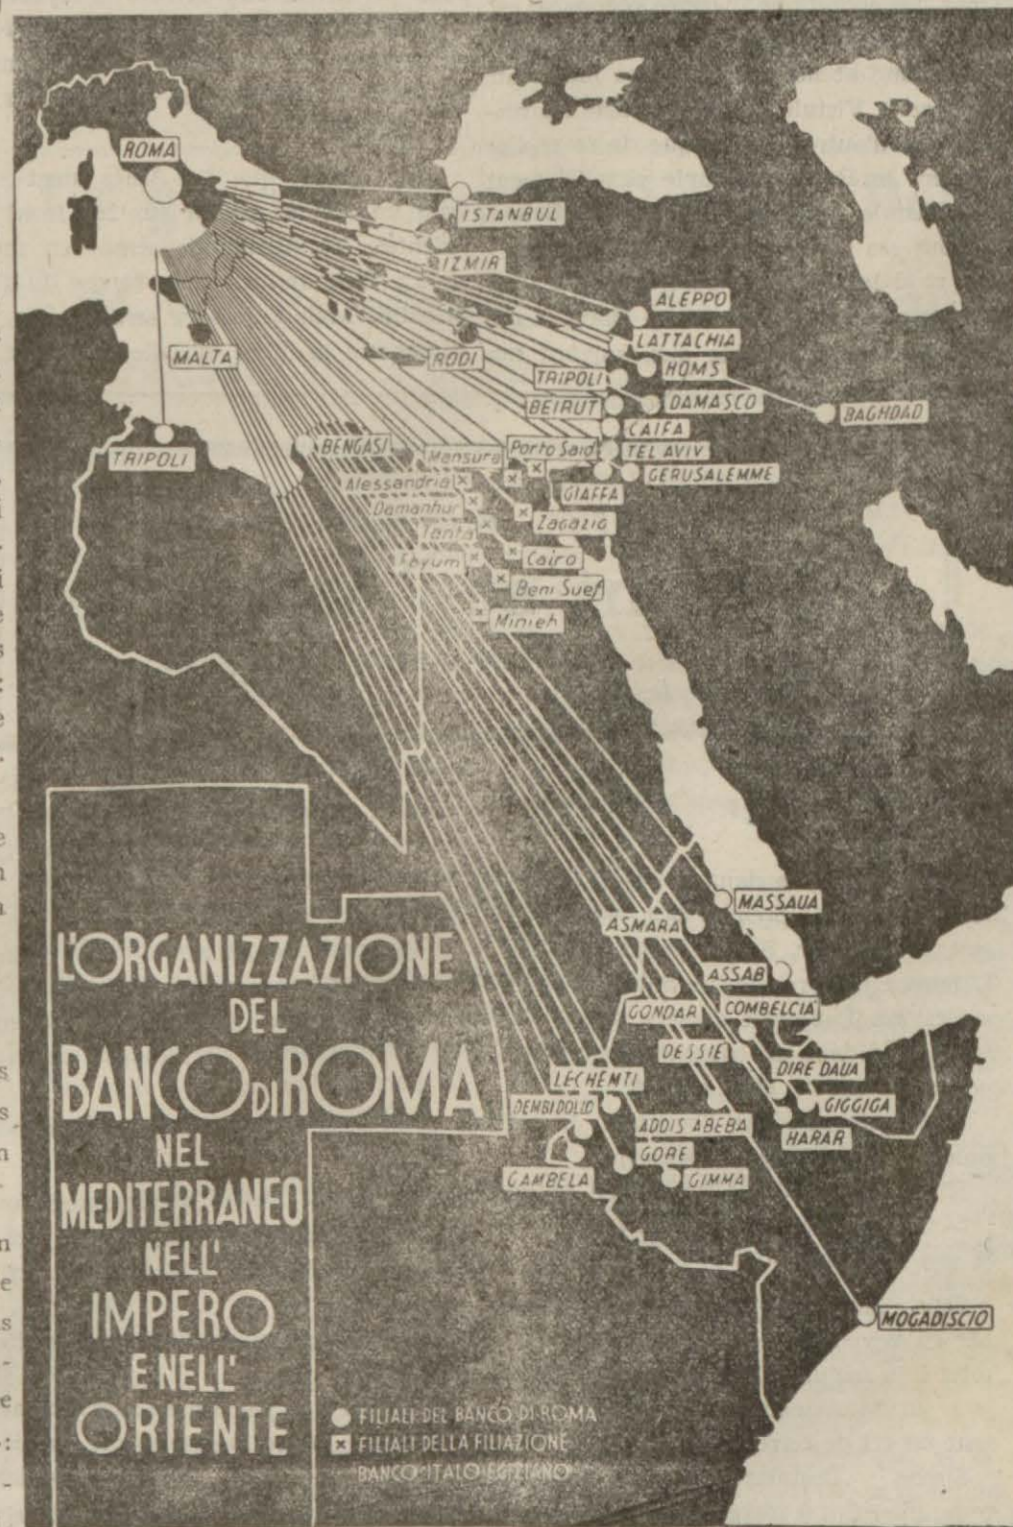 ROMA
ISTANBUL
IZMIR
ALEPPO
LATTACHIA
MALTA
RODI
HOMS
TRIPOLI
DAMASCO
BEIRUT
BAGHDAD
CAIFA
TRIPOLI
BENGASI
Mansura
Porto Said
TEL AVIV
GERUSALEMME
Alessandria
GIAFFA
Damanhur
Zagazig
Tanta
Fayum
Cairo
Beni Suef
Minieh
MASSAUA
ASMARA
ASSAB
GONDAR
COMBELCIA
DESSIE
DIRE DAUA
LECHEMTI
DEMBIDOLLO
GIGGIGA
ADDIS ABEBA
HARAR
GORE
GAMBELA
GIMMA
MOGADISCIO
L'ORGANIZZAZIONE
DEL
BANCO DI ROMA
NEL
MEDITERRANEO
NELL'
IMPERO
E NELL'
ORIENTE
FILIALI DEL BANCO DI ROMA
FILIALI DELLA FILIAZIONE
BANCO ITALO EGIZIANO